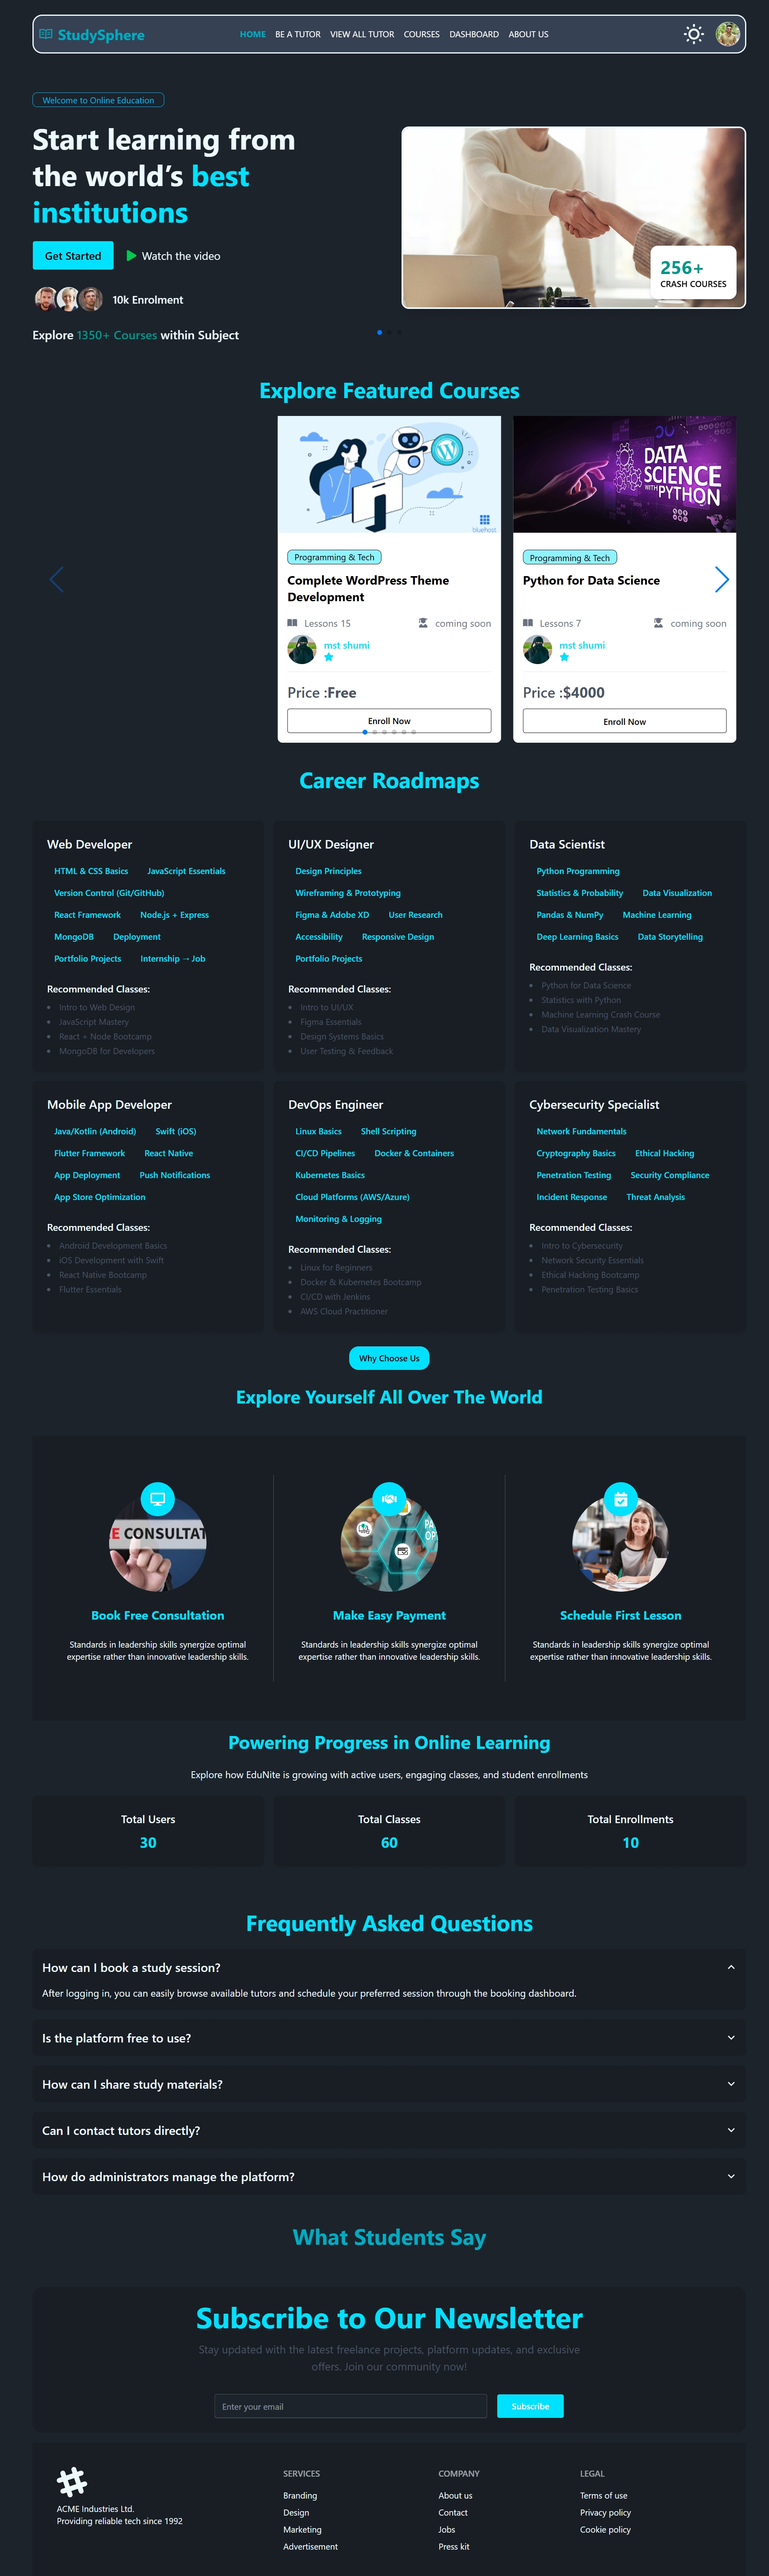 StudySphere
HOME BE A TUTOR VIEW ALL TUTOR COURSES DASHBOARD ABOUT US
Welcome to Online Education
Start learning from
the world's best
institutions
Get Started
Watch the video
10k Enrolment
Explore 1350+ Courses within Subject
256+
CRASH COURSES
Explore Featured Courses
bluehost
Programming & Tech
Complete WordPress Theme
Development
Lessons 15 coming soon
mst shumi
Price :Free
Enroll Now
DATA
SCIENCE
WITH PYTHON
Programming & Tech
Python for Data Science
Lessons 7 coming soon
mst shumi
Price :$4000
Enroll Now
Career Roadmaps
Web Developer
HTML & CSS Basics JavaScript Essentials
Version Control (Git/GitHub)
React Framework Node.js + Express
MongoDB Deployment
Portfolio Projects Internship → Job
Recommended Classes:
Intro to Web Design
JavaScript Mastery
React + Node Bootcamp
MongoDB for Developers
UI/UX Designer
Design Principles
Wireframing & Prototyping
Figma & Adobe XD User Research
Accessibility Responsive Design
Portfolio Projects
Recommended Classes:
Intro to UI/UX
Figma Essentials
Design Systems Basics
User Testing & Feedback
Data Scientist
Python Programming
Statistics & Probability Data Visualization
Pandas & NumPy Machine Learning
Deep Learning Basics Data Storytelling
Recommended Classes:
Python for Data Science
Statistics with Python
Machine Learning Crash Course
Data Visualization Mastery
Mobile App Developer
Java/Kotlin (Android) Swift (iOS)
Flutter Framework React Native
App Deployment Push Notifications
App Store Optimization
Recommended Classes:
Android Development Basics
iOS Development with Swift
React Native Bootcamp
Flutter Essentials
DevOps Engineer
Linux Basics Shell Scripting
CI/CD Pipelines Docker & Containers
Kubernetes Basics
Cloud Platforms (AWS/Azure)
Monitoring & Logging
Recommended Classes:
Linux for Beginners
Docker & Kubernetes Bootcamp
CI/CD with Jenkins
AWS Cloud Practitioner
Cybersecurity Specialist
Network Fundamentals
Cryptography Basics Ethical Hacking
Penetration Testing Security Compliance
Incident Response Threat Analysis
Recommended Classes:
Intro to Cybersecurity
Network Security Essentials
Ethical Hacking Bootcamp
Penetration Testing Basics
Why Choose Us
Explore Yourself All Over The World
E CONSULTAT
Book Free Consultation
Standards in leadership skills synergize optimal
expertise rather than innovative leadership skills.
PA
OP
Make Easy Payment
Standards in leadership skills synergize optimal
expertise rather than innovative leadership skills.
Schedule First Lesson
Standards in leadership skills synergize optimal
expertise rather than innovative leadership skills.
Powering Progress in Online Learning
Explore how EduNite is growing with active users, engaging classes, and student enrollments
Total Users
30
Total Classes
60
Total Enrollments
10
Frequently Asked Questions
How can I book a study session?
After logging in, you can easily browse available tutors and schedule your preferred session through the booking dashboard.
Is the platform free to use?
How can I share study materials?
Can I contact tutors directly?
How do administrators manage the platform?
What Students Say
Subscribe to Our Newsletter
Stay updated with the latest freelance projects, platform updates, and exclusive
offers. Join our community now!
Enter your email
Subscribe
ACME Industries Ltd.
Providing reliable tech since 1992
SERVICES
Branding
Design
Marketing
Advertisement
COMPANY
About us
Contact
Jobs
Press kit
LEGAL
Terms of use
Privacy policy
Cookie policy